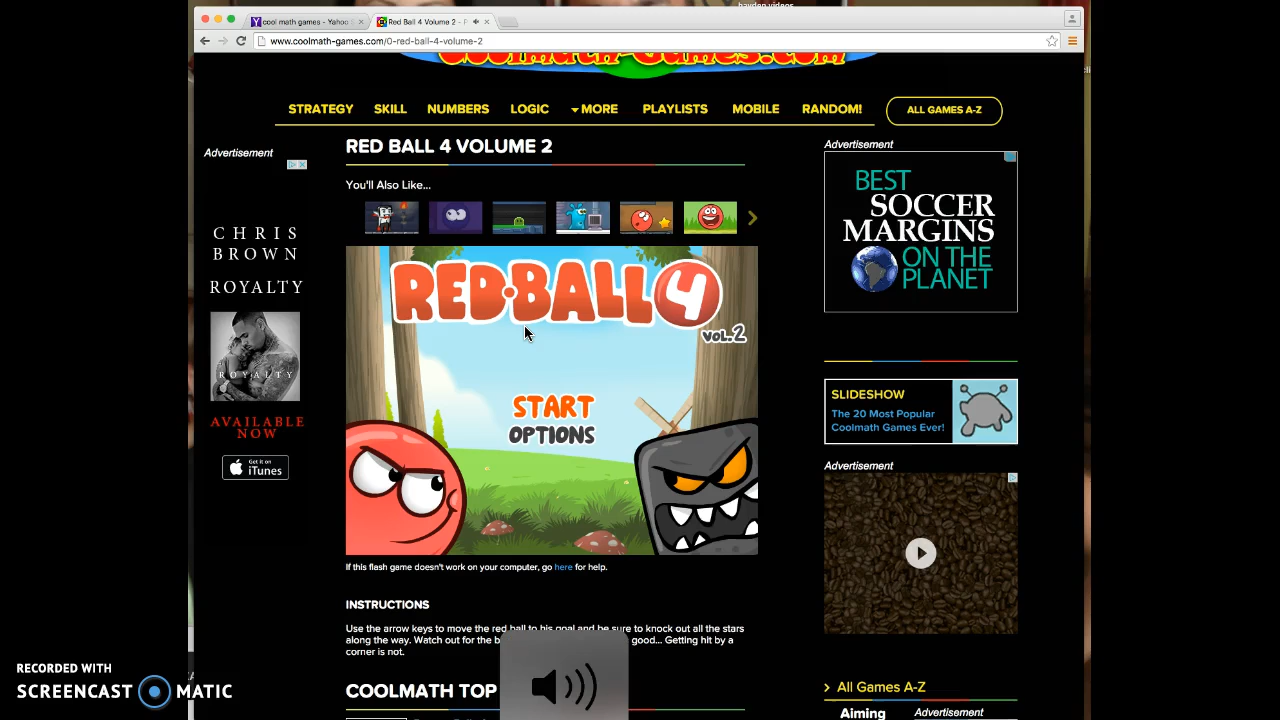 hayden videos
cool math games - Yahoo S
Red Ball 4 Volume 2 - P
www.coolmath-games.com/0-red-ball-4-volume-2
Coolmath-Games.com
STRATEGY SKILL NUMBERS LOGIC MORE PLAYLISTS MOBILE RANDOM! ALL GAMES A-Z
Advertisement
CHRIS
BROWN
ROYALTY
ROYALTY
AVAILABLE
NOW
Get it on
iTunes
RED BALL 4 VOLUME 2
You'll Also Like...
RED·BALL 4
VOL.2
START
OPTIONS
If this flash game doesn't work on your computer, go here for help.
INSTRUCTIONS
Use the arrow keys to move the red ball to his goal and be sure to knock out all the stars
along the way. Watch out for the b good... Getting hit by a
corner is not.
COOLMATH TOP
Advertisement
BEST
SOCCER
MARGINS
ON THE
PLANET
SLIDESHOW
The 20 Most Popular
Coolmath Games Ever!
Advertisement
> All Games A-Z
Aiming
Advertisement
RECORDED WITH
SCREENCAST MATIC